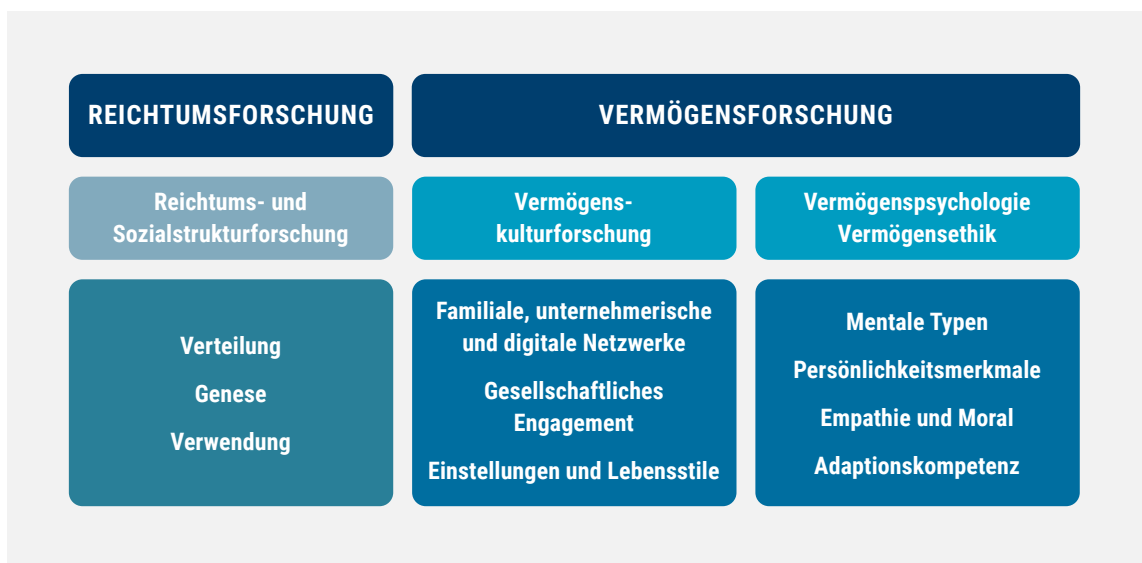 REICHTUMSFORSCHUNG
VERMÖGENSFORSCHUNG
Reichtums- und
Sozialstrukturforschung
Vermögens-
kulturforschung
Vermögenspsychologie
Vermögensethik
Verteilung
Genese
Verwendung
Familiale, unternehmerische
und digitale Netzwerke
Gesellschaftliches
Engagement
Einstellungen und Lebensstile
Mentale Typen
Persönlichkeitsmerkmale
Empathie und Moral
Adaptionskompetenz